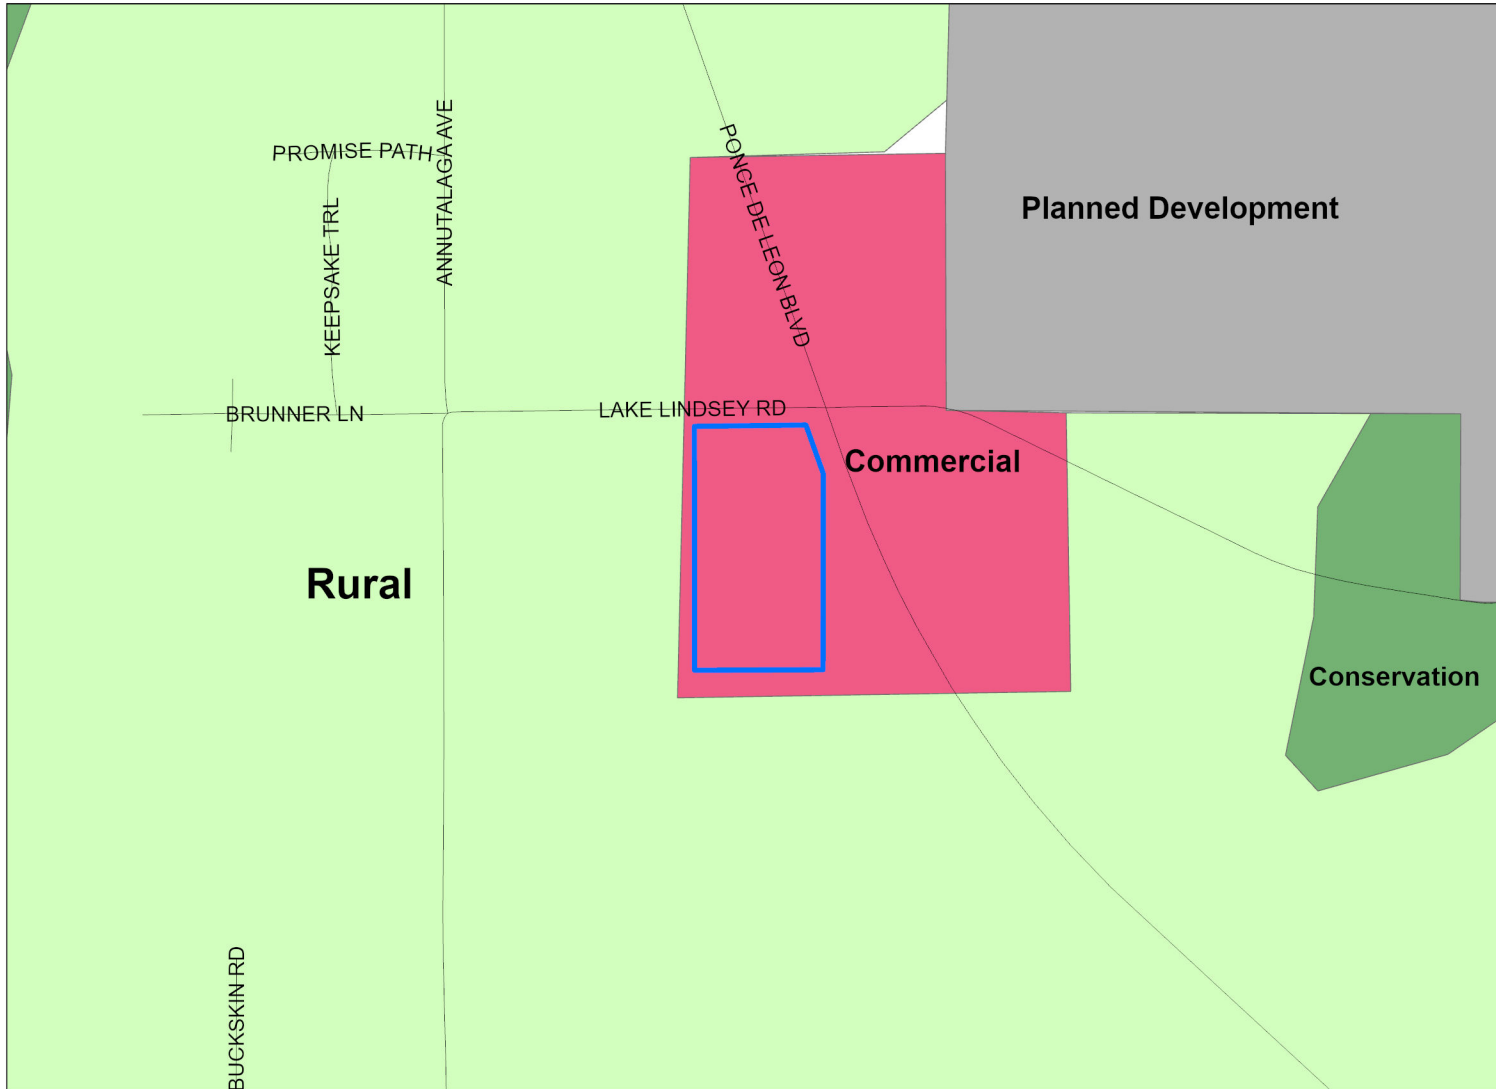 PROMISE PATH
ANNUTALAGA AVE
KEEPSAKE TRL
PONCE DE LEON BLVD
Planned Development
BRUNNER LN
LAKE LINDSEY RD
Commercial
Rural
Conservation
BUCKSKIN RD